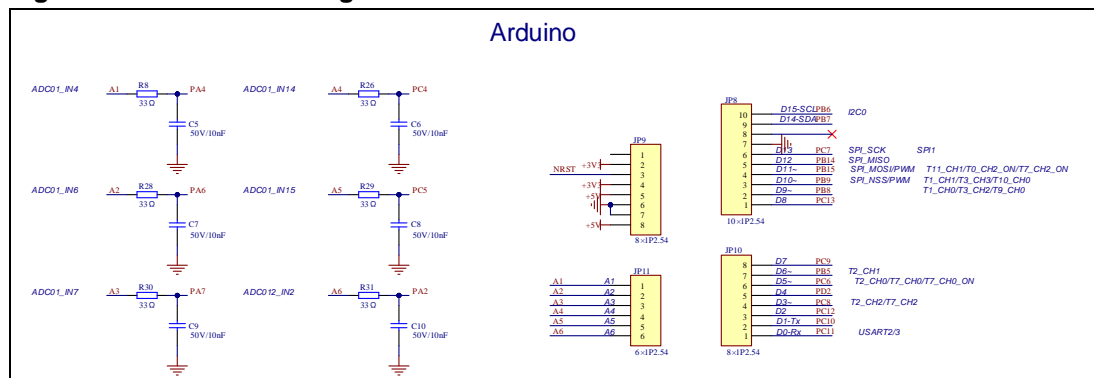 Arduino
ADC01_IN4 A1 R8 PA4
33Ω
C5
50V/10nF
ADC01_IN14 A4 R26 PC4
33Ω
C6
50V/10nF
ADC01_IN6 A2 R28 PA6
33Ω
C7
50V/10nF
ADC01_IN15 A5 R29 PC5
33Ω
C8
50V/10nF
ADC01_IN7 A3 R30 PA7
33Ω
C9
50V/10nF
ADC012_IN2 A6 R31 PA2
33Ω
C10
50V/10nF
JP9
1
+3V3 2
NRST 3
+3V3 4
+5V 5
6
7
+5V 8
8×1P2.54
JP11
A1 A1 1
A2 A2 2
A3 A3 3
A4 A4 4
A5 A5 5
A6 A6 6
6×1P2.54
JP8
10 D15-SCL PB6 I2C0
9 D14-SDA PB7
8
7
6 D13 PC7 SPI_SCK SPI1
5 D12 PB14 SPI_MISO
4 D11~ PB15 SPI_MOSI/PWM T11_CH1/T0_CH2_ON/T7_CH2_ON
3 D10~ PB9 SPI_NSS/PWM T1_CH1/T3_CH3/T10_CH0
2 D9~ PB8 T1_CH0/T3_CH2/T9_CH0
1 D8 PC13
10×1P2.54
JP10
8 D7 PC9
7 D6~ PB5 T2_CH1
6 D5~ PC6 T2_CH0/T7_CH0/T7_CH0_ON
5 D4 PD2
4 D3~ PC8 T2_CH2/T7_CH2
3 D2 PC12
2 D1-Tx PC10
1 D0-Rx PC11 USART2/3
8×1P2.54